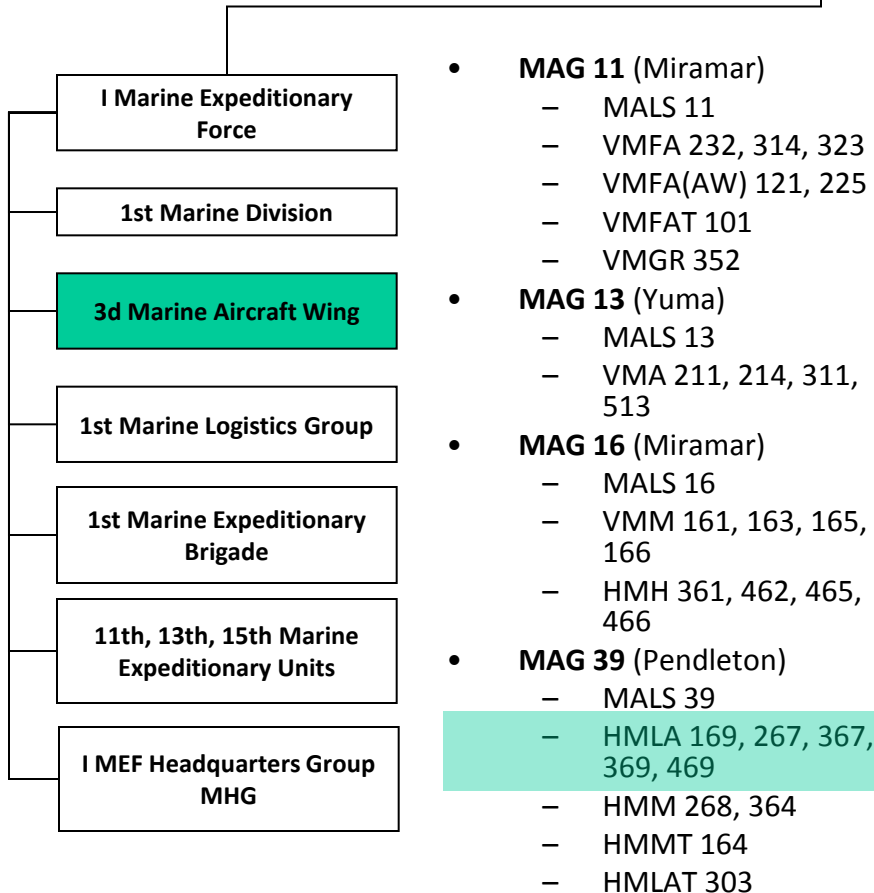 I Marine Expeditionary
Force
1st Marine Division
3d Marine Aircraft Wing
1st Marine Logistics Group
1st Marine Expeditionary
Brigade
11th, 13th, 15th Marine
Expeditionary Units
I MEF Headquarters Group
MHG
• MAG 11 (Miramar)
– MALS 11
– VMFA 232, 314, 323
– VMFA(AW) 121, 225
– VMFAT 101
– VMGR 352
• MAG 13 (Yuma)
– MALS 13
– VMA 211, 214, 311,
513
• MAG 16 (Miramar)
– MALS 16
– VMM 161, 163, 165,
166
– HMH 361, 462, 465,
466
• MAG 39 (Pendleton)
– MALS 39
– HMLA 169, 267, 367,
369, 469
– HMM 268, 364
– HMMT 164
– HMLAT 303